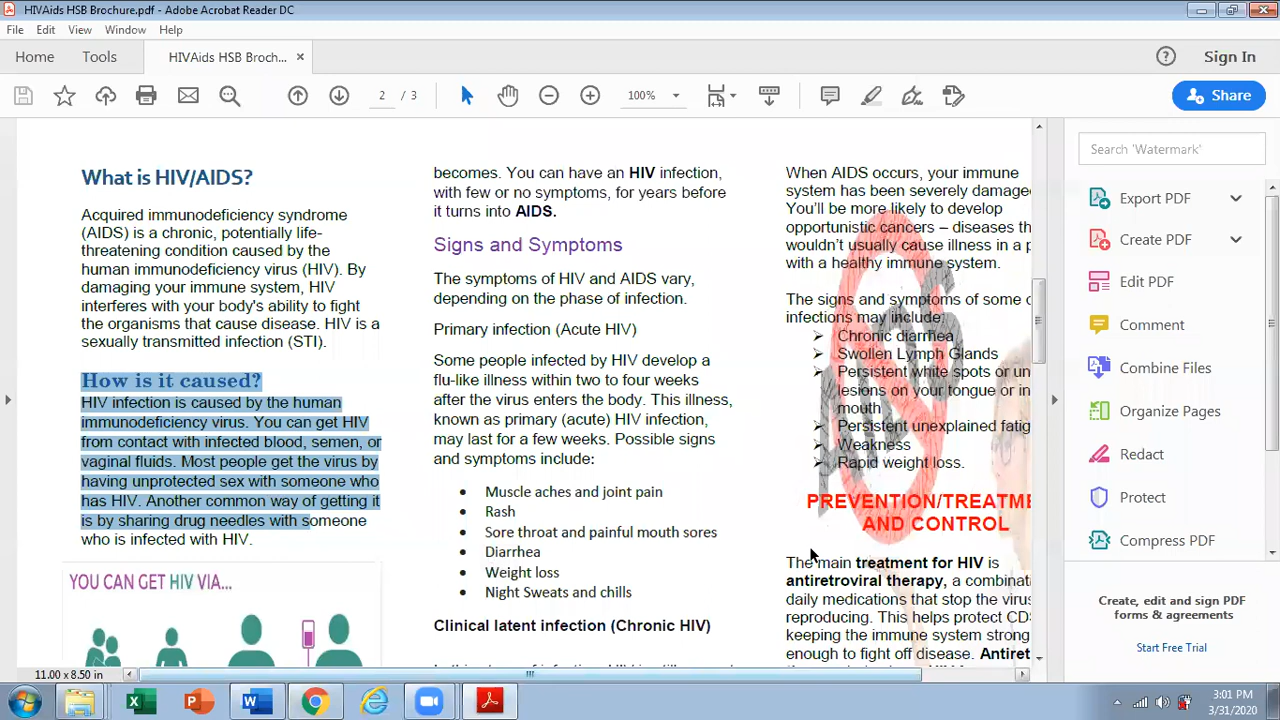 HIVAids HSB Brochure.pdf - Adobe Acrobat Reader DC
File Edit View Window Help
Home Tools HIVAids HSB Broch... ×
Sign In
2 / 3
100%
Share
What is HIV/AIDS?
Acquired immunodeficiency syndrome
(AIDS) is a chronic, potentially life-
threatening condition caused by the
human immunodeficiency virus (HIV). By
damaging your immune system, HIV
interferes with your body's ability to fight
the organisms that cause disease. HIV is a
sexually transmitted infection (STI).
How is it caused?
HIV infection is caused by the human
immunodeficiency virus. You can get HIV
from contact with infected blood, semen, or
vaginal fluids. Most people get the virus by
having unprotected sex with someone who
has HIV. Another common way of getting it
is by sharing drug needles with someone
who is infected with HIV.
YOU CAN GET HIV VIA...
becomes. You can have an HIV infection,
with few or no symptoms, for years before
it turns into AIDS.
Signs and Symptoms
The symptoms of HIV and AIDS vary,
depending on the phase of infection.
Primary infection (Acute HIV)
Some people infected by HIV develop a
flu-like illness within two to four weeks
after the virus enters the body. This illness,
known as primary (acute) HIV infection,
may last for a few weeks. Possible signs
and symptoms include:
• Muscle aches and joint pain
• Rash
• Sore throat and painful mouth sores
• Diarrhea
• Weight loss
• Night Sweats and chills
Clinical latent infection (Chronic HIV)
When AIDS occurs, your immune
system has been severely damage
You'll be more likely to develop
opportunistic cancers – diseases th
wouldn't usually cause illness in a p
with a healthy immune system.
The signs and symptoms of some o
infections may include:
➢ Chronic diarrhea
➢ Swollen Lymph Glands
➢ Persistent white spots or un
lesions on your tongue or in
mouth
➢ Persistent unexplained fatig
➢ Weakness
➢ Rapid weight loss.
PREVENTION/TREATME
AND CONTROL
The main treatment for HIV is
antiretroviral therapy, a combinati
daily medications that stop the virus
reproducing. This helps protect CD
keeping the immune system strong
enough to fight off disease. Antiret
Search 'Watermark'
Export PDF
Create PDF
Edit PDF
Comment
Combine Files
Organize Pages
Redact
Protect
Compress PDF
Create, edit and sign PDF
forms & agreements
Start Free Trial
11.00 x 8.50 in
3:01 PM
3/31/2020